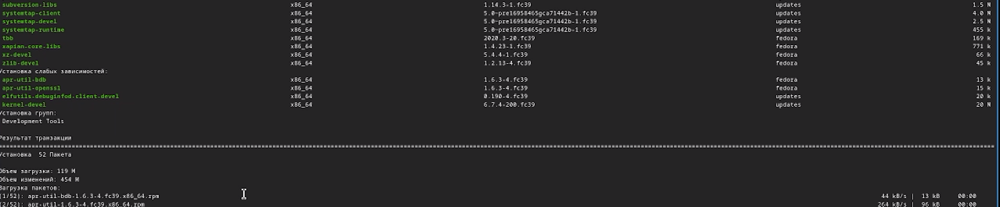 subversion-libs x86_64 1.14.3-1.fc39 updates 1.5 M
systemtap-client x86_64 5.0~pre16958465gca71442b-1.fc39 updates 4.0 M
systemtap-devel x86_64 5.0~pre16958465gca71442b-1.fc39 updates 2.5 M
systemtap-runtime x86_64 5.0~pre16958465gca71442b-1.fc39 updates 455 k
tbb x86_64 2020.3-20.fc39 fedora 169 k
xapian-core-libs x86_64 1.4.23-1.fc39 fedora 771 k
xz-devel x86_64 5.4.4-1.fc39 fedora 66 k
zlib-devel x86_64 1.2.13-4.fc39 fedora 45 k
Установка слабых зависимостей:
apr-util-bdb x86_64 1.6.3-4.fc39 fedora 13 k
apr-util-openssl x86_64 1.6.3-4.fc39 fedora 15 k
elfutils-debuginfod-client-devel x86_64 0.190-4.fc39 updates 20 k
kernel-devel x86_64 6.7.4-200.fc39 updates 20 M
Установка групп:
Development Tools
Результат транзакции
Установка 52 Пакета
Объем загрузки: 119 M
Объем изменений: 454 M
Загрузка пакетов:
(1/52): apr-util-bdb-1.6.3-4.fc39.x86_64.rpm 44 kB/s | 13 kB 00:00
(2/52): apr-util-1.6.3-4.fc39.x86_64.rpm 264 kB/s | 96 kB 00:00